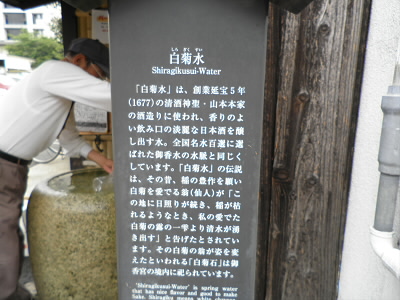 しらぎくすい
白菊水
Shiragikusui-Water
「白菊水」は、創業延宝5年
(1677)の清酒神聖・山本本家
の酒造りに使われ、香りのよ
い飲み口の淡麗な日本酒を醸
し出す水。全国名水百選に選
ばれた御香水の水脈と同じく
しています。「白菊水」の伝説
は、その昔、稲の豊作を願い
白菊を愛でる翁(仙人)が「こ
の地に日照りが続き、稲が枯
れるようなとき、私の愛でた
白菊の露の一雫より清水が湧
き出す」と告げたとされてい
ます。その白菊の翁が姿を変
えたといわれる「白菊石」は御
香宮の境内に祀られています。
'Shiragikusui-Water' is spring water
that has nice flavor and good to make
Sake. Shiragiku means white